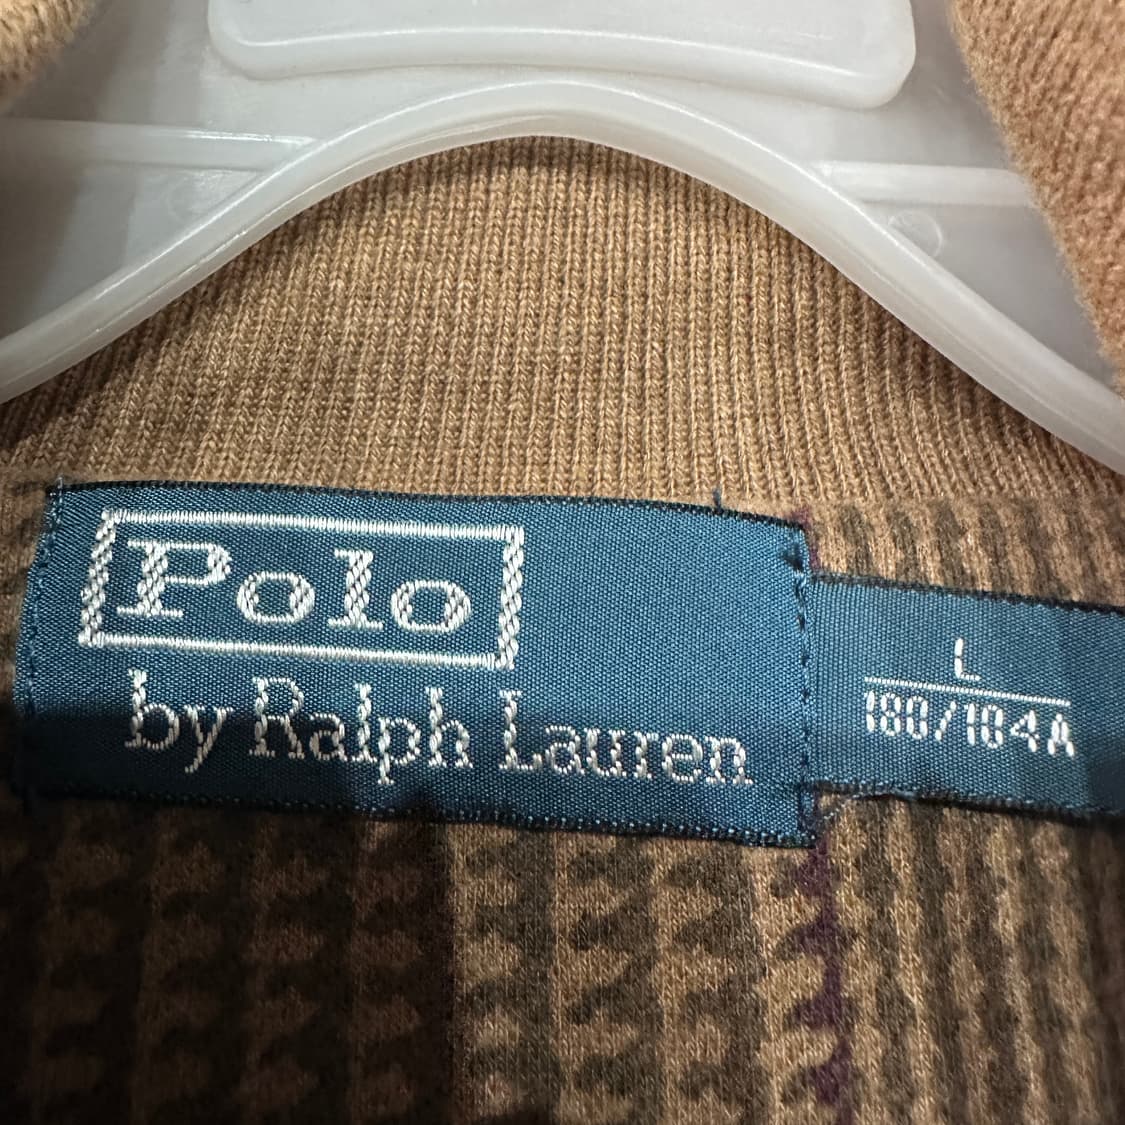 Polo
by Ralph Lauren
L
180/104A